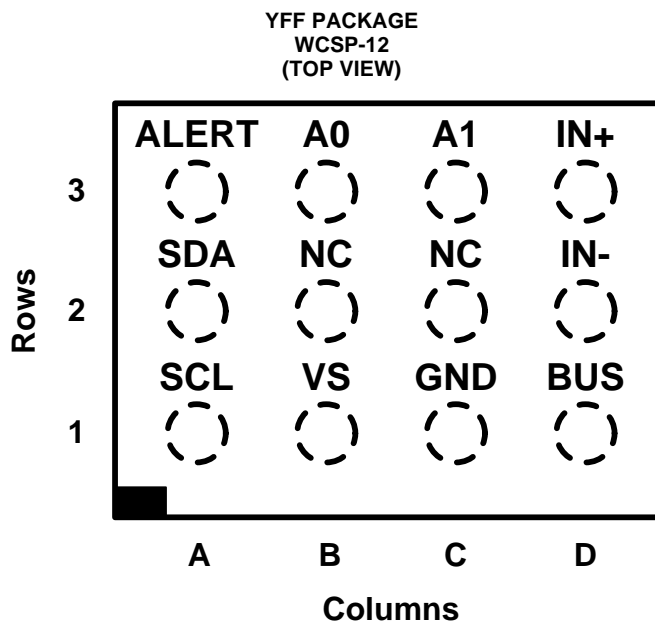 YFF PACKAGE
WCSP-12
(TOP VIEW)
ALERT A0 A1 IN+
3
SDA NC NC IN-
Rows
2
SCL VS GND BUS
1
A B C D
Columns